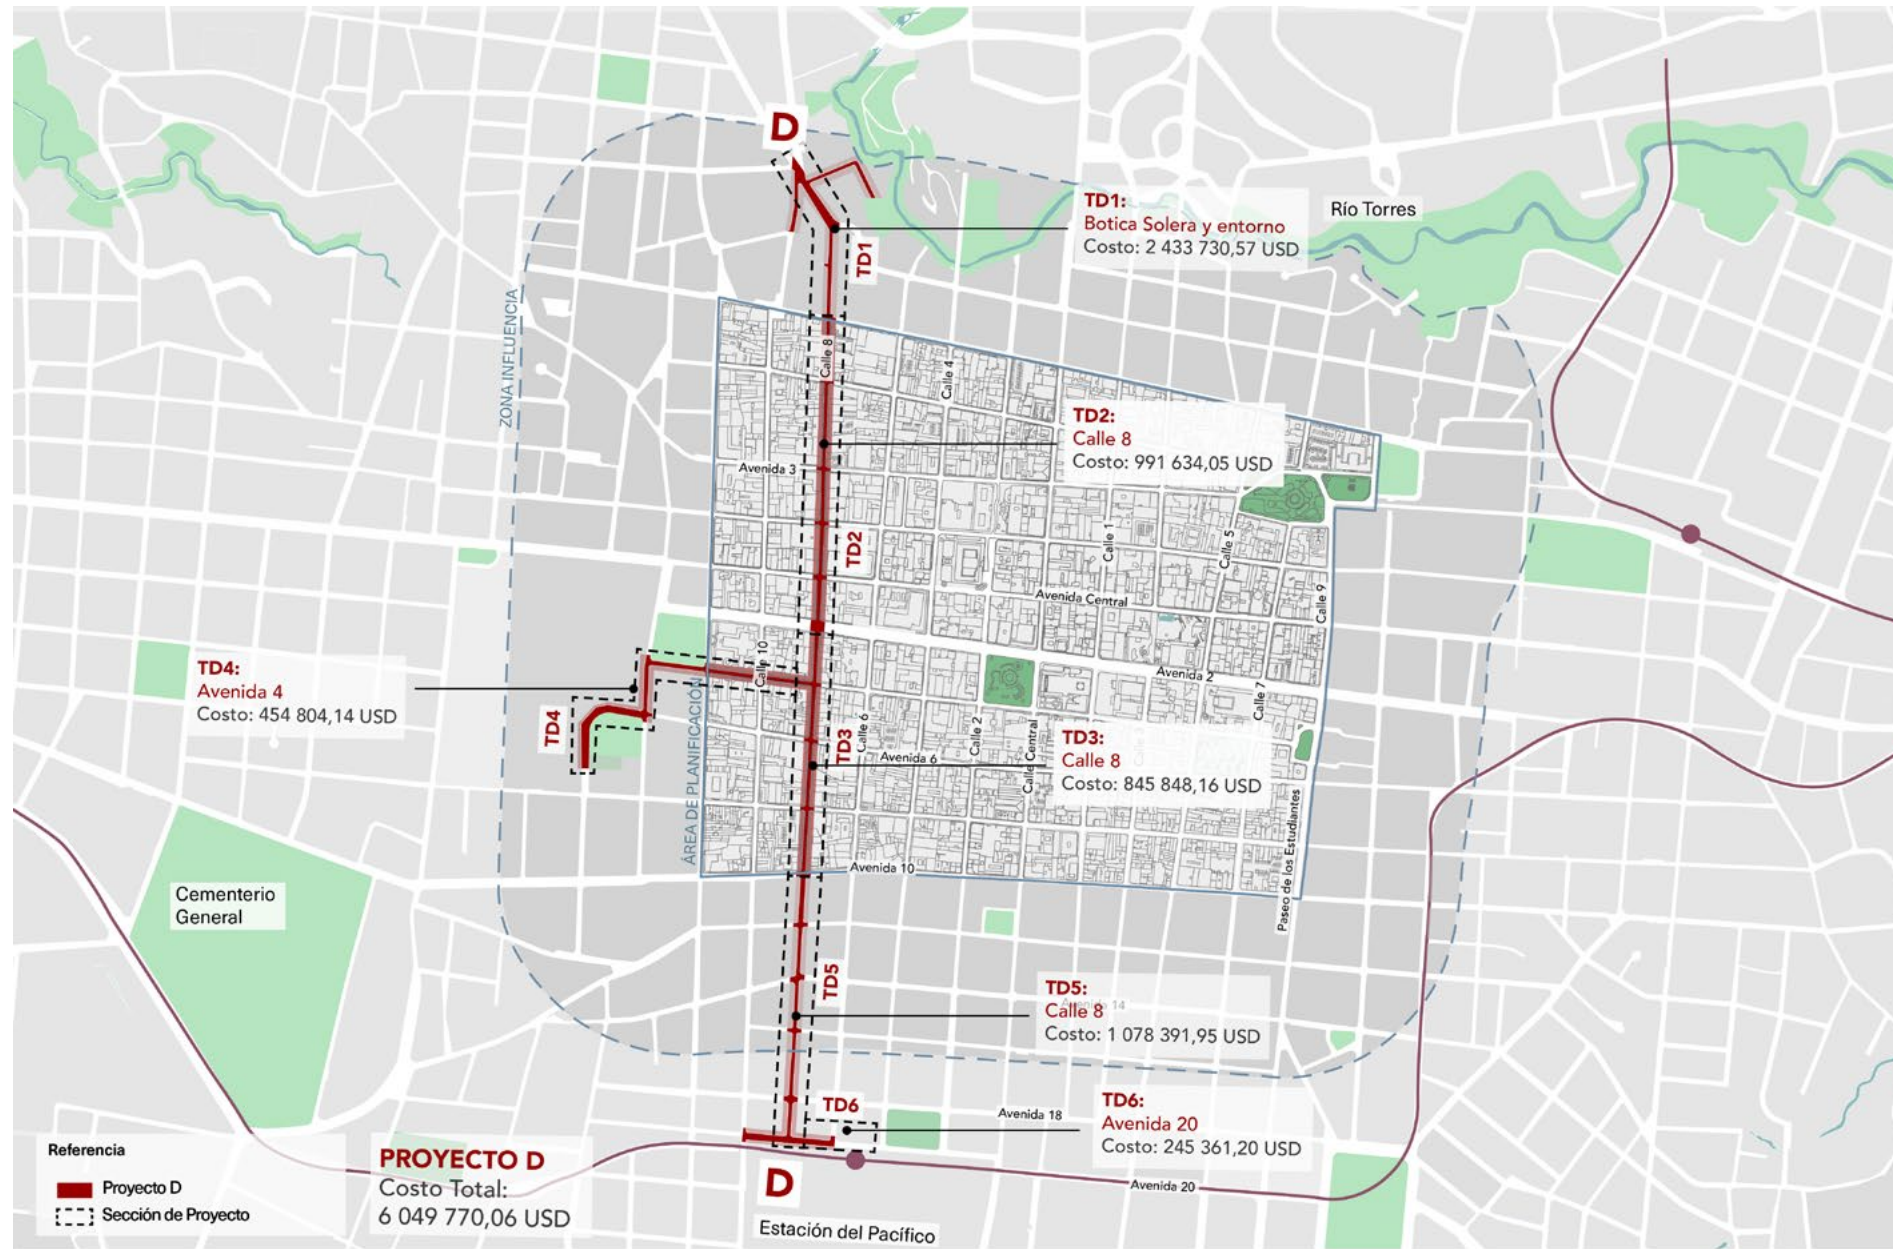 D
TD1:
Botica Solera y entorno
Costo: 2 433 730,57 USD
Río Torres
TD1
ZONA INFLUENCIA
Calle 8
Calle 4
TD2:
Calle 8
Costo: 991 634,05 USD
Avenida 3
TD2
Calle 1
Calle 5
Calle 9
Avenida Central
Calle 10
Avenida 2
TD4:
Avenida 4
Costo: 454 804,14 USD
Calle 7
TD4
ÁREA DE PLANIFICACIÓN
TD3
Calle 6
Calle 2
Calle Central
Avenida 6
TD3:
Calle 8
Costo: 845 848,16 USD
Paseo de los Estudiantes
Avenida 10
Cementerio
General
TD5
TD5:
Avenida 14
Calle 8
Costo: 1 078 391,95 USD
TD6
Avenida 18
TD6:
Avenida 20
Costo: 245 361,20 USD
Avenida 20
D
Estación del Pacífico
Referencia
Proyecto D
Sección de Proyecto
PROYECTO D
Costo Total:
6 049 770,06 USD